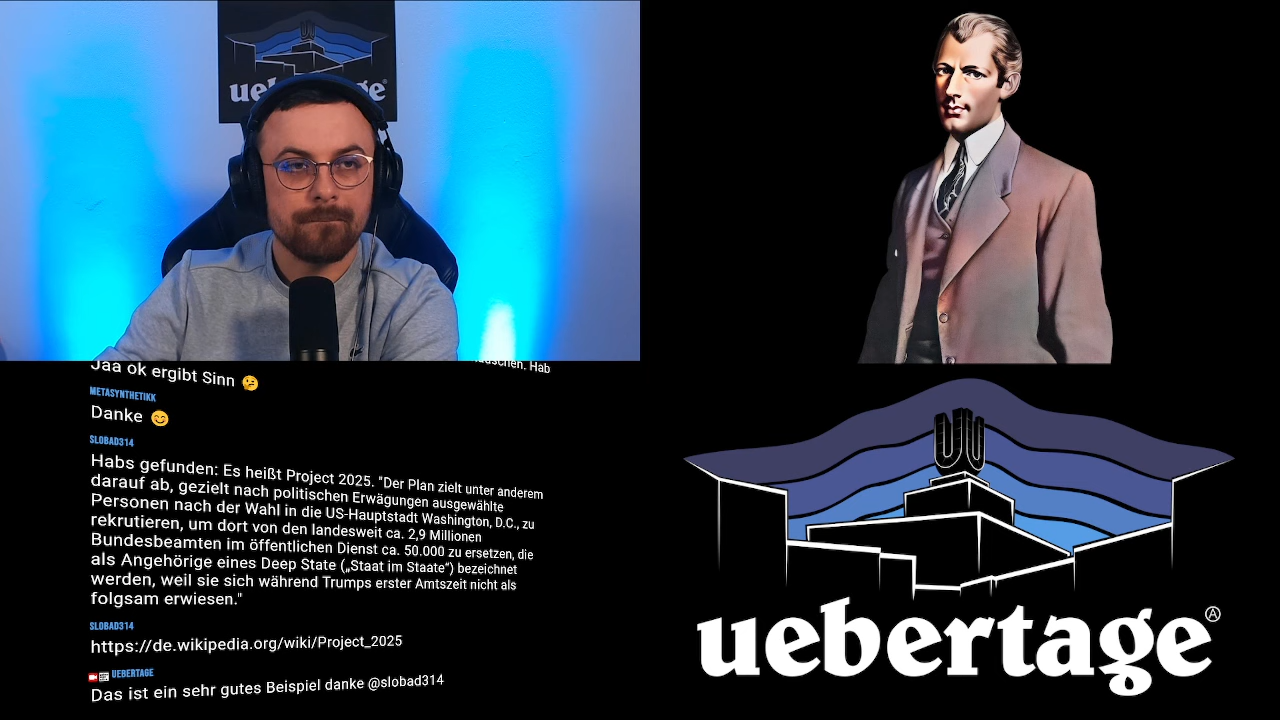 UU
uebertage
®
...uschen. Hab
Jaa ok ergibt Sinn 🤔
METASYNTHETIKK
Danke 😊
SLOBAD314
Habs gefunden: Es heißt Project 2025. "Der Plan zielt unter anderem
darauf ab, gezielt nach politischen Erwägungen ausgewählte
Personen nach der Wahl in die US-Hauptstadt Washington, D.C., zu
rekrutieren, um dort von den landesweit ca. 2,9 Millionen
Bundesbeamten im öffentlichen Dienst ca. 50.000 zu ersetzen, die
als Angehörige eines Deep State („Staat im Staate“) bezeichnet
werden, weil sie sich während Trumps erster Amtszeit nicht als
folgsam erwiesen."
SLOBAD314
https://de.wikipedia.org/wiki/Project_2025
UEBERTAGE
Das ist ein sehr gutes Beispiel danke @slobad314
UU
uebertage
Ⓐ